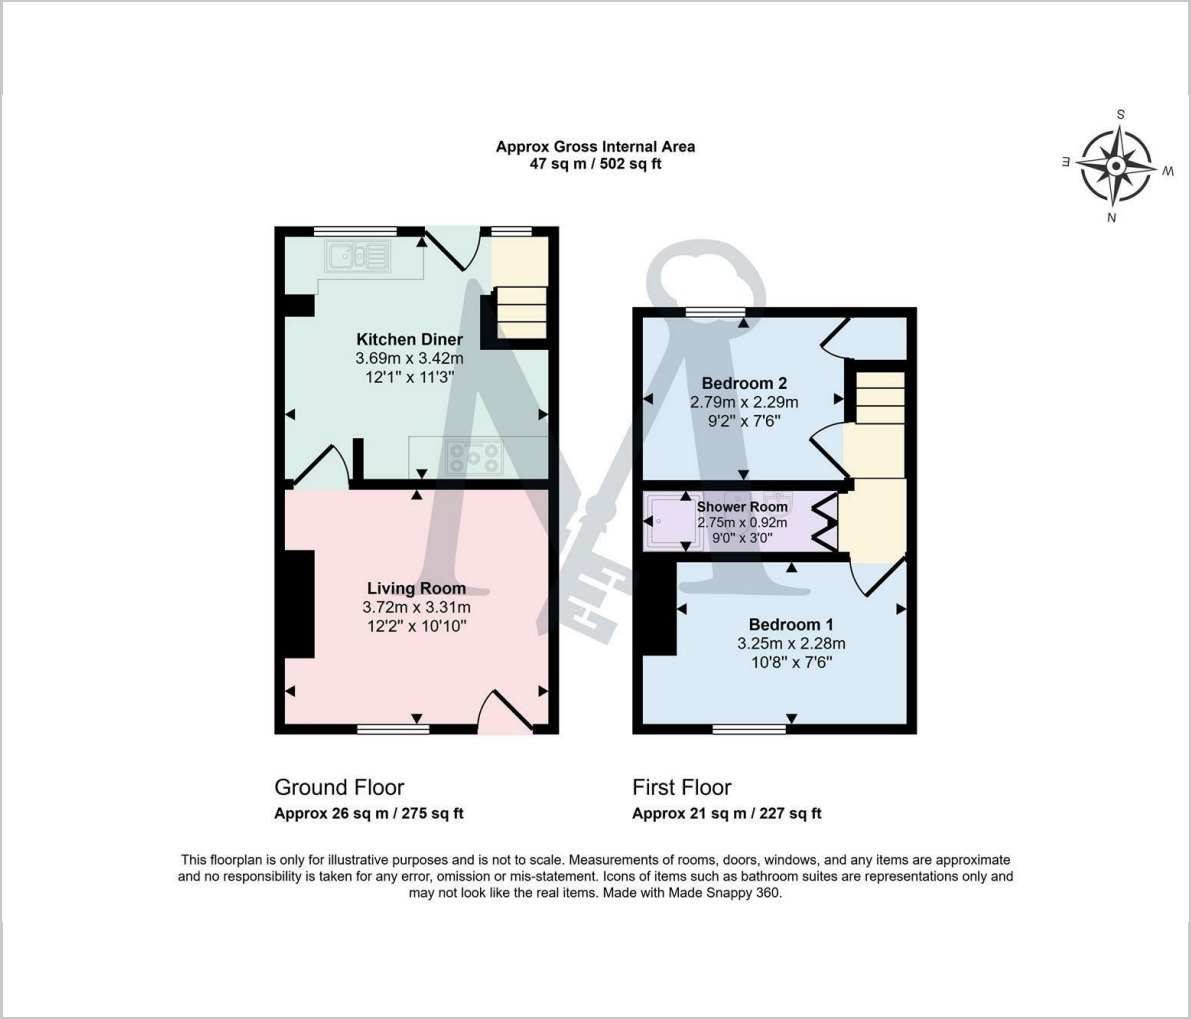 Approx Gross Internal Area
47 sq m / 502 sq ft
S
E
W
N
Kitchen Diner
3.69m x 3.42m
12'1" x 11'3"
Living Room
3.72m x 3.31m
12'2" x 10'10"
Bedroom 2
2.79m x 2.29m
9'2" x 7'6"
Shower Room
2.75m x 0.92m
9'0" x 3'0"
Bedroom 1
3.25m x 2.28m
10'8" x 7'6"
Ground Floor
Approx 26 sq m / 275 sq ft
First Floor
Approx 21 sq m / 227 sq ft
This floorplan is only for illustrative purposes and is not to scale. Measurements of rooms, doors, windows, and any items are approximate
and no responsibility is taken for any error, omission or mis-statement. Icons of items such as bathroom suites are representations only and
may not look like the real items. Made with Made Snappy 360.